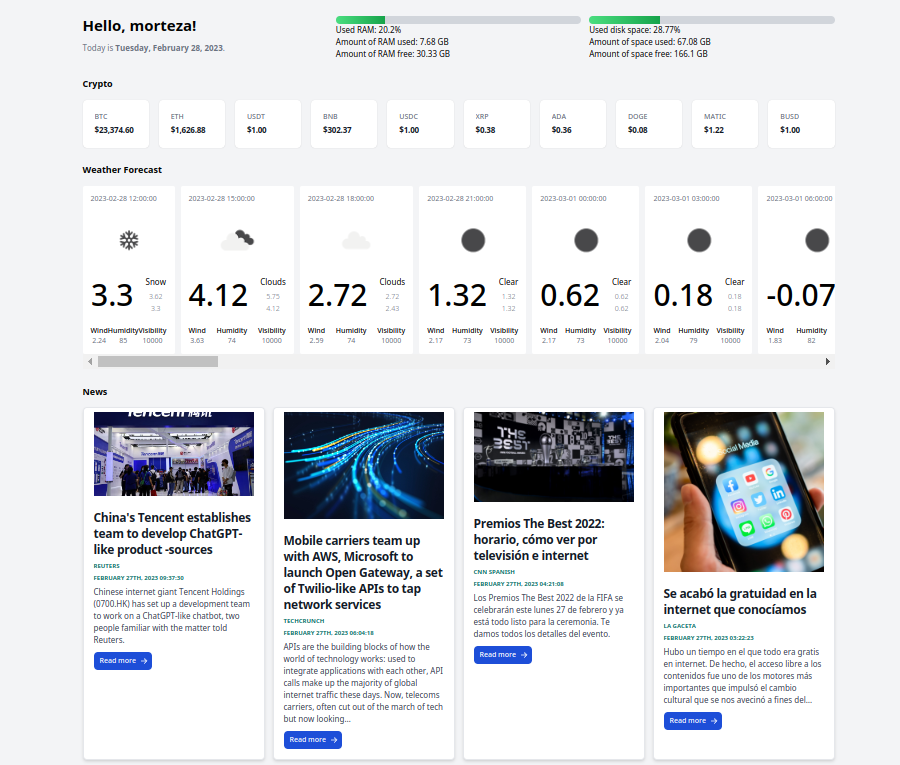 Hello, morteza!
Today is Tuesday, February 28, 2023.
Used RAM: 20.2%
Amount of RAM used: 7.68 GB
Amount of RAM free: 30.33 GB
Used disk space: 28.77%
Amount of space used: 67.08 GB
Amount of space free: 166.1 GB
Crypto
BTC
$23,374.60
ETH
$1,626.88
USDT
$1.00
BNB
$302.37
USDC
$1.00
XRP
$0.38
ADA
$0.36
DOGE
$0.08
MATIC
$1.22
BUSD
$1.00
Weather Forecast
2023-02-28 12:00:00
3.3
Snow
3.62
3.3
Wind Humidity Visibility
2.24 85 10000
2023-02-28 15:00:00
4.12
Clouds
5.75
4.12
Wind Humidity Visibility
3.63 74 10000
2023-02-28 18:00:00
2.72
Clouds
2.72
2.43
Wind Humidity Visibility
2.59 74 10000
2023-02-28 21:00:00
1.32
Clear
1.32
1.32
Wind Humidity Visibility
2.17 73 10000
2023-03-01 00:00:00
0.62
Clear
0.62
0.62
Wind Humidity Visibility
2.17 73 10000
2023-03-01 03:00:00
0.18
Clear
0.18
0.18
Wind Humidity Visibility
2.04 79 10000
2023-03-01 06:00:00
-0.07
Wind Humidity
1.83 82
News
Tencent 腾讯
China's Tencent establishes
team to develop ChatGPT-
like product -sources
REUTERS
FEBRUARY 27TH, 2023 09:37:30
Chinese internet giant Tencent Holdings
(0700.HK) has set up a development team
to work on a ChatGPT-like chatbot, two
people familiar with the matter told
Reuters.
Read more →
Mobile carriers team up
with AWS, Microsoft to
launch Open Gateway, a set
of Twilio-like APIs to tap
network services
TECHCRUNCH
FEBRUARY 27TH, 2023 06:04:18
APIs are the building blocks of how the
world of technology works: used to
integrate applications with each other, API
calls make up the majority of global
internet traffic these days. Now, telecoms
carriers, often cut out of the march of tech
but now looking...
Read more →
THE
BEST
Premios The Best 2022:
horario, cómo ver por
televisión e internet
CNN SPANISH
FEBRUARY 27TH, 2023 04:21:08
Los Premios The Best 2022 de la FIFA se
celebrarán este lunes 27 de febrero y ya
está todo listo para la ceremonia. Te
damos todos los detalles del evento.
Read more →
Social Media
Se acabó la gratuidad en la
internet que conocíamos
LA GACETA
FEBRUARY 27TH, 2023 03:22:23
Hubo un tiempo en el que todo era gratis
en internet. De hecho, el acceso libre a los
contenidos fue uno de los motores más
importantes que impulsó el cambio
cultural que se nos avecinó a fines del...
Read more →